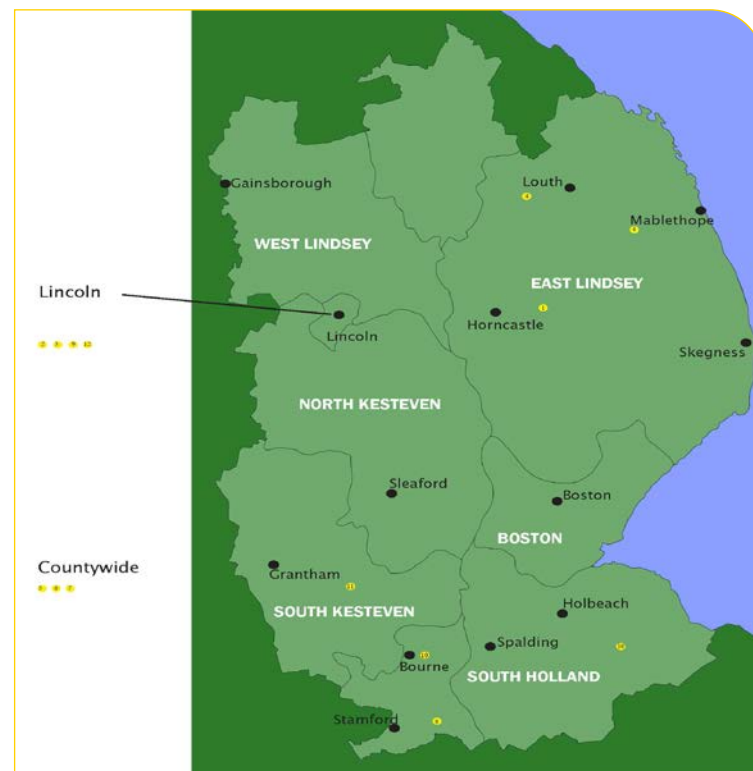 Louth
Gainsborough
Mablethope
WEST LINDSEY
EAST LINDSEY
Lincoln
Horncastle
Lincoln
Skegness
NORTH KESTEVEN
Sleaford
Boston
BOSTON
Countywide
Grantham
SOUTH KESTEVEN
Holbeach
Spalding
Bourne
SOUTH HOLLAND
Stamford